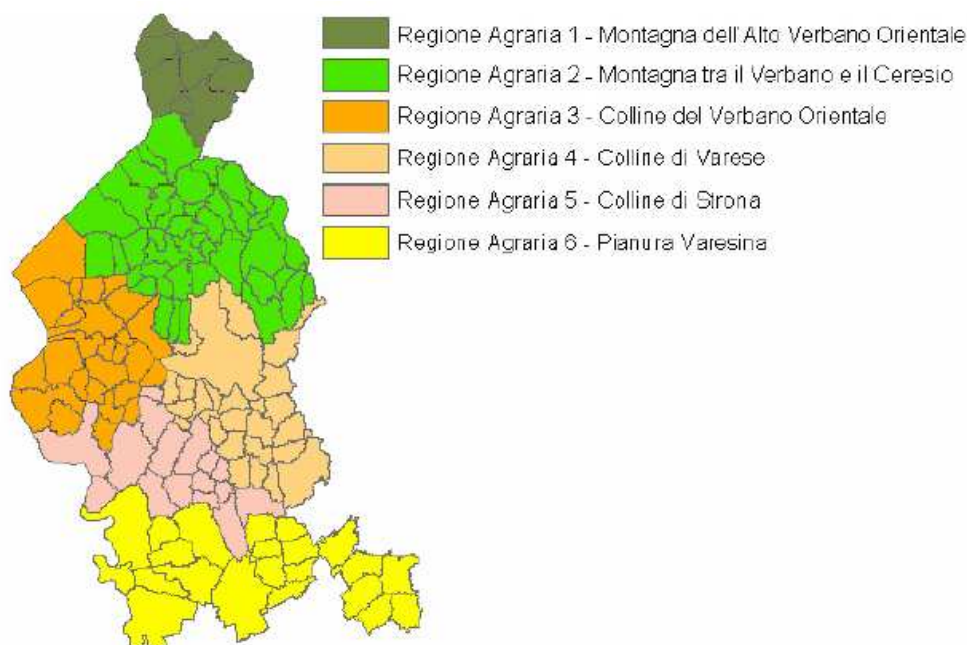 Regione Agraria 1 - Montagna dell'Alto Verbano Orientale
Regione Agraria 2 - Montagna tra il Verbano e il Ceresio
Regione Agraria 3 - Colline del Verbano Orientale
Regione Agraria 4 - Colline di Varese
Regione Agraria 5 - Colline di Strona
Regione Agraria 6 - Pianura Varesina